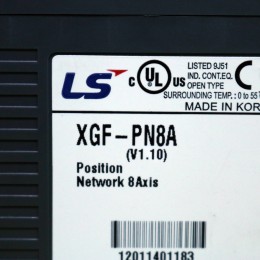 LS
c UL US
LISTED 9J51
IND. CONT.EQ.
OPEN TYPE
SURROUNDING TEMP. : 0 to 55°
CE
MADE IN KOR
XGF-PN8A
(V1.10)
Position
Network 8Axis
12011401183